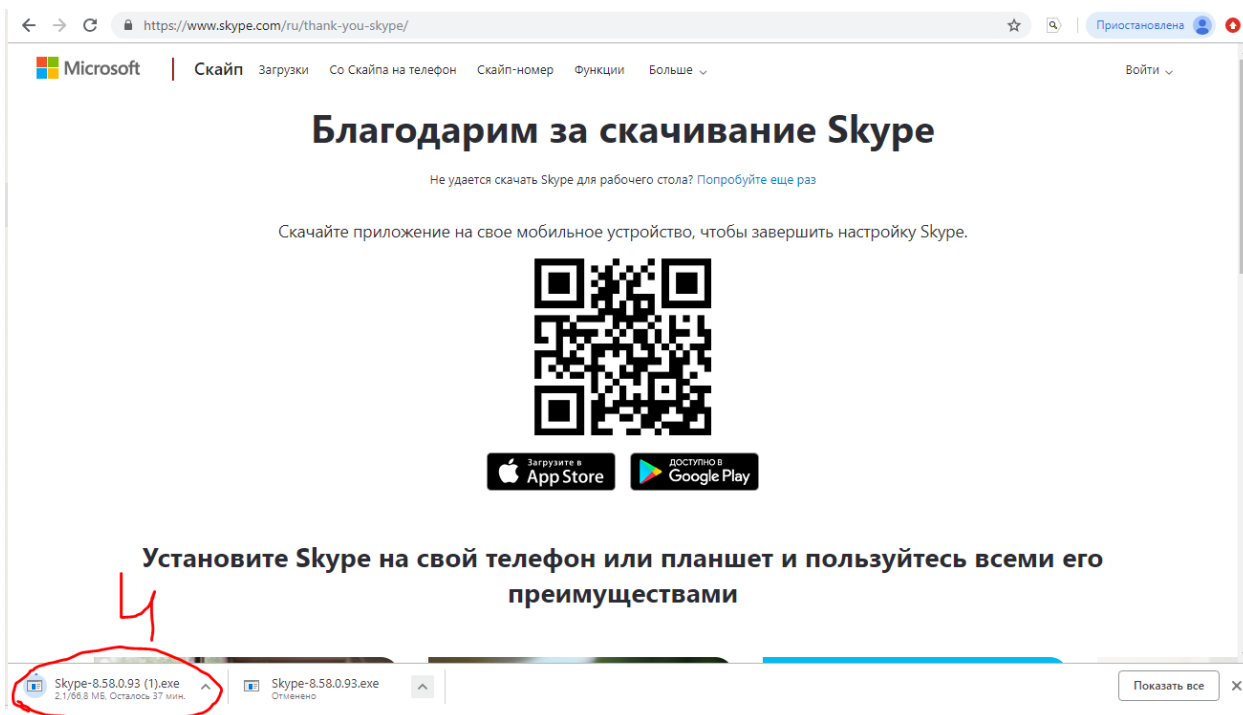 https://www.skype.com/ru/thank-you-skype/
Приостановлена
Microsoft
Скайп Загрузки Со Скайпа на телефон Скайп-номер Функции Больше Войти
Благодарим за скачивание Skype
Не удается скачать Skype для рабочего стола? Попробуйте еще раз
Скачайте приложение на свое мобильное устройство, чтобы завершить настройку Skype.
Загрузите в
App Store
ДОСТУПНО В
Google Play
Установите Skype на свой телефон или планшет и пользуйтесь всеми его
преимуществами
4
Skype-8.58.0.93 (1).exe
2,1/66,8 МБ, Осталось 37 мин.
Skype-8.58.0.93.exe
Отменено
Показать все